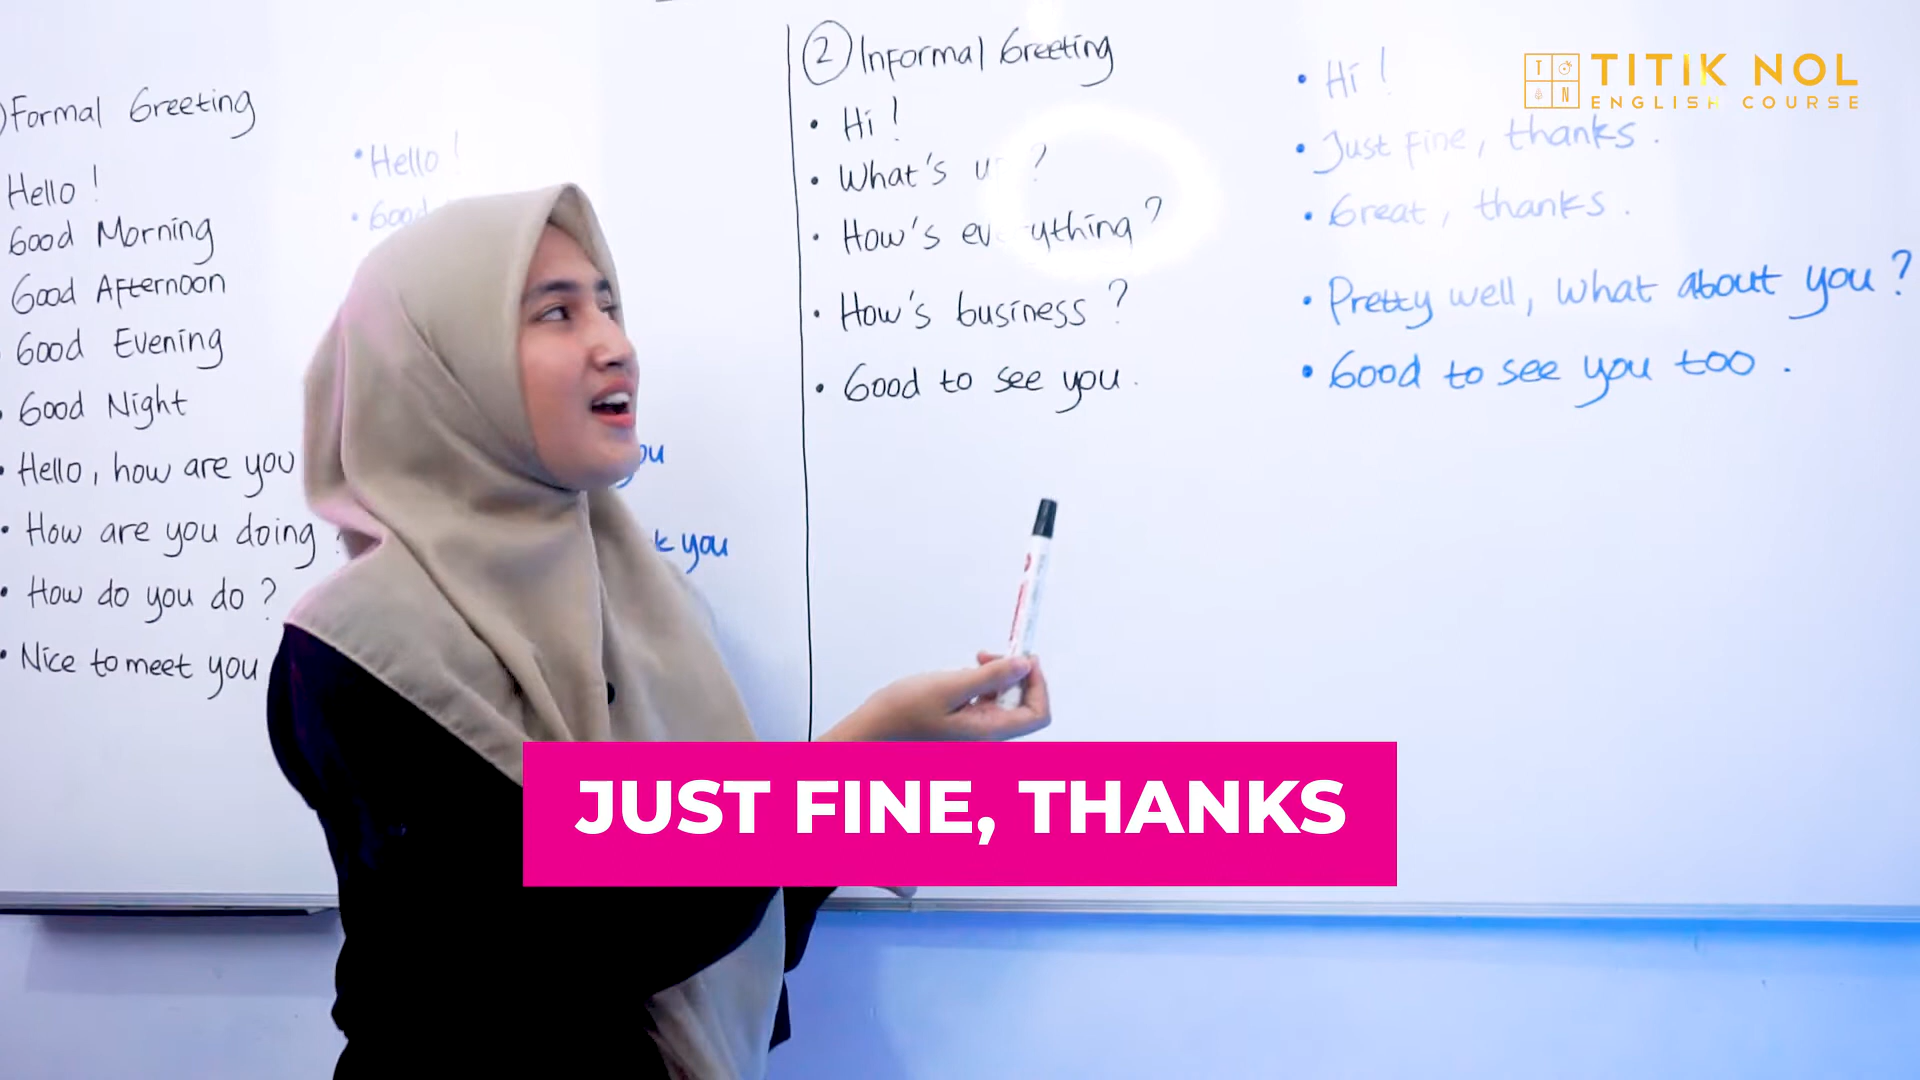 ) Formal Greeting
Hello !
Good Morning
Good Afternoon
Good Evening
• Good Night
• Hello, how are you
• How are you doing
• How do you do ?
• Nice to meet you
• Hello !
• Good
you
you
② Informal Greeting
• Hi !
• What's ?
• How's everything ?
• How's business ?
• Good to see you.
• Hi !
• Just fine, thanks.
• Great, thanks.
• Pretty well, what about you ?
• Good to see you too.
T
N
TITIK NOL
ENGLISH COURSE
JUST FINE, THANKS